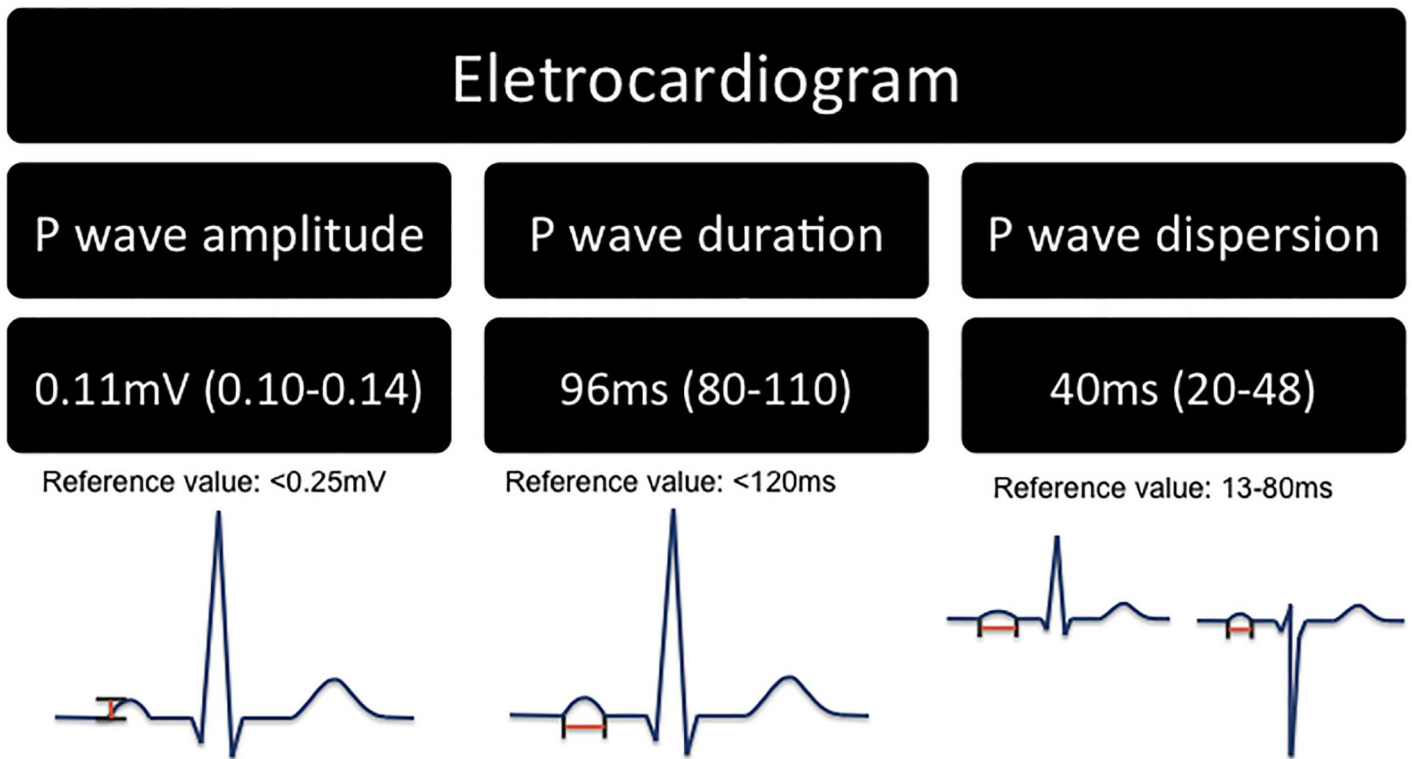 Eletrocardiogram
P wave amplitude
P wave duration
P wave dispersion
0.11mV (0.10-0.14)
96ms (80-110)
40ms (20-48)
Reference value: <0.25mV
Reference value: <120ms
Reference value: 13-80ms